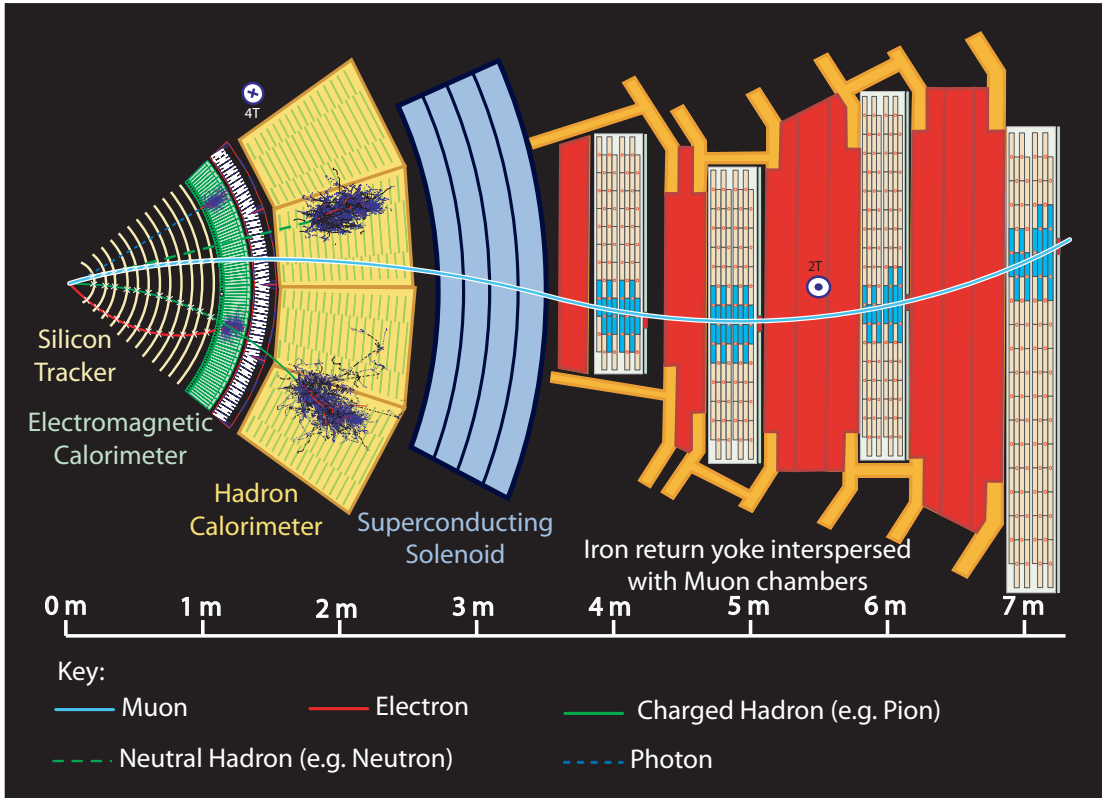 4T
2T
Silicon
Tracker
Electromagnetic
Calorimeter
Hadron
Calorimeter
Superconducting
Solenoid
Iron return yoke interspersed
with Muon chambers
0 m 1 m 2 m 3 m 4 m 5 m 6 m 7 m
Key:
Muon Electron Charged Hadron (e.g. Pion)
Neutral Hadron (e.g. Neutron) Photon